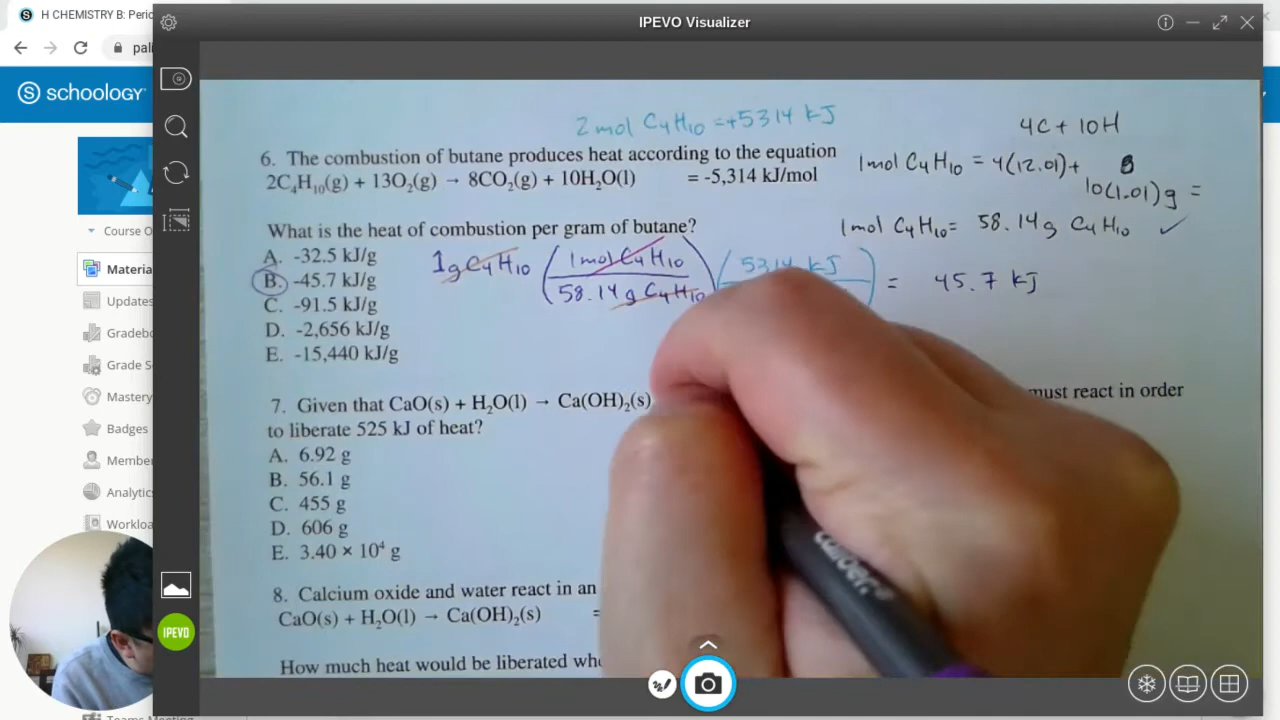 H CHEMISTRY B: Peri
IPEVO Visualizer
pali
schoology
Course O
Materia
Updates
Gradebo
Grade S
Mastery
Badges
Member
Analytics
Workloa
IPEVO
2 mol C₄H₁₀ = +5314 kJ
4C + 10H
6. The combustion of butane produces heat according to the equation
1 mol C₄H₁₀ = 4(12.01)+
10(1.01)g =
2C₄H₁₀(g) + 13O₂(g) → 8CO₂(g) + 10H₂O(l) = -5,314 kJ/mol
1 mol C₄H₁₀ = 58.14g C₄H₁₀ ✓
What is the heat of combustion per gram of butane?
A. -32.5 kJ/g
B. -45.7 kJ/g
C. -91.5 kJ/g
D. -2,656 kJ/g
E. -15,440 kJ/g
1g C₄H₁₀ (1 mol C₄H₁₀ (5314 kJ
58.14 g C₄H₁₀ ) = 45.7 kJ
7. Given that CaO(s) + H₂O(l) → Ca(OH)₂(s) must react in order
to liberate 525 kJ of heat?
A. 6.92 g
B. 56.1 g
C. 455 g
D. 606 g
E. 3.40 × 10⁴ g
8. Calcium oxide and water react in an
CaO(s) + H₂O(l) → Ca(OH)₂(s) =
How much heat would be liberated whe